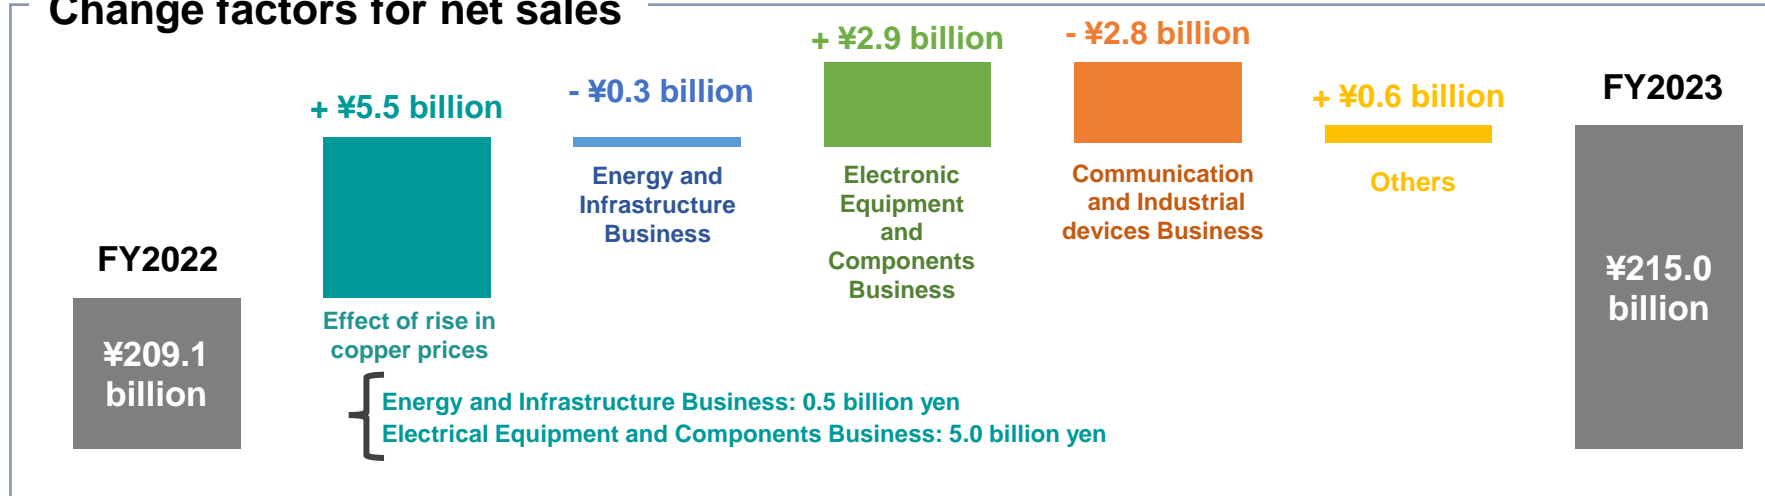 Change factors for net sales
FY2022
¥209.1
billion
+ ¥5.5 billion
Effect of rise in
copper prices
Energy and Infrastructure Business: 0.5 billion yen
Electrical Equipment and Components Business: 5.0 billion yen
- ¥0.3 billion
Energy and
Infrastructure
Business
+ ¥2.9 billion
Electronic
Equipment
and
Components
Business
- ¥2.8 billion
Communication
and Industrial
devices Business
+ ¥0.6 billion
Others
FY2023
¥215.0
billion